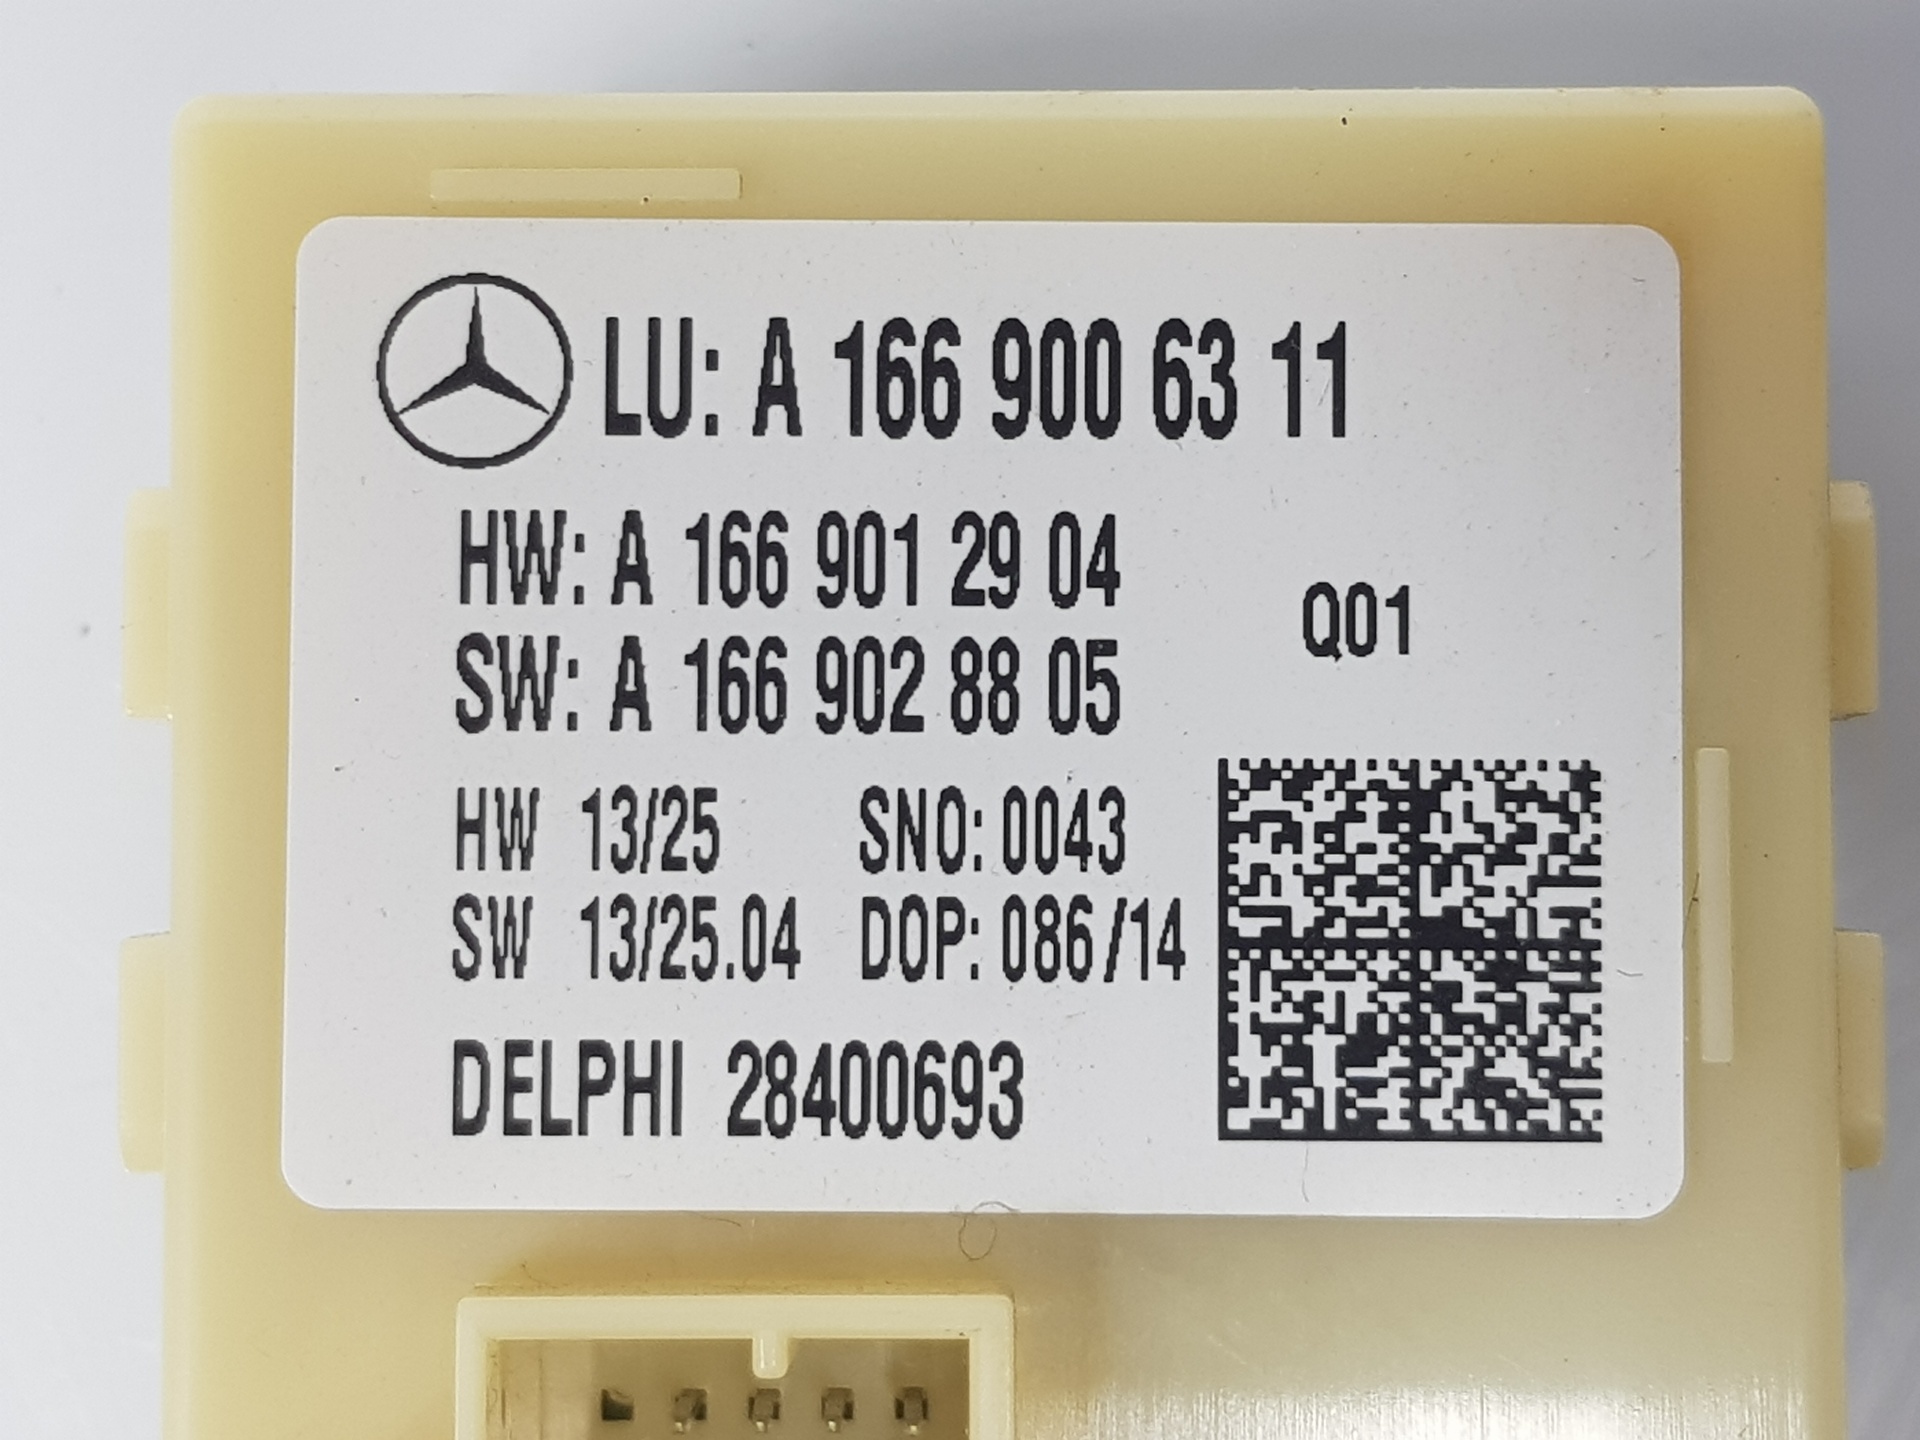 LU: A 166 900 63 11
HW: A 166 901 29 04
SW: A 166 902 88 05
Q01
HW 13/25 SNO: 0043
SW 13/25.04 DOP: 086/14
DELPHI 28400693